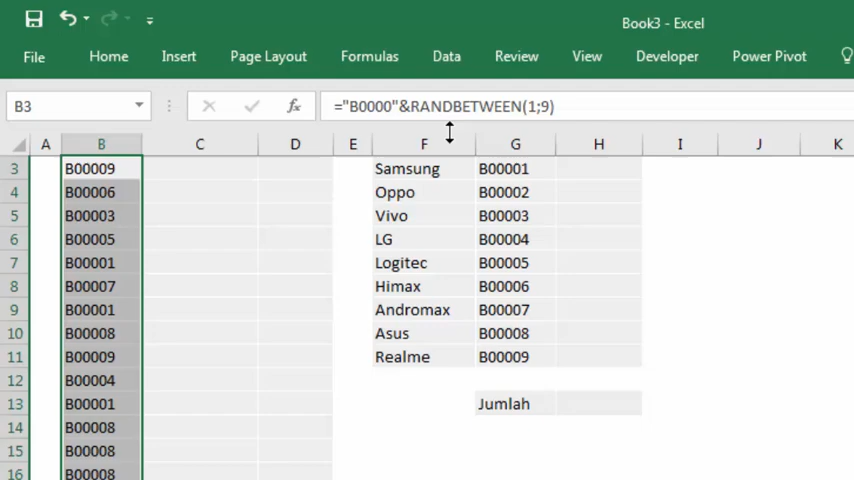 Book3 - Excel
File Home Insert Page Layout Formulas Data Review View Developer Power Pivot
B3 fx ="B0000"&RANDBETWEEN(1;9)
A B C D E F G H I J K
3 B00009 Samsung B00001
4 B00006 Oppo B00002
5 B00003 Vivo B00003
6 B00005 LG B00004
7 B00001 Logitec B00005
8 B00007 Himax B00006
9 B00001 Andromax B00007
10 B00008 Asus B00008
11 B00009 Realme B00009
12 B00004
13 B00001 Jumlah
14 B00008
15 B00008
16 B00008